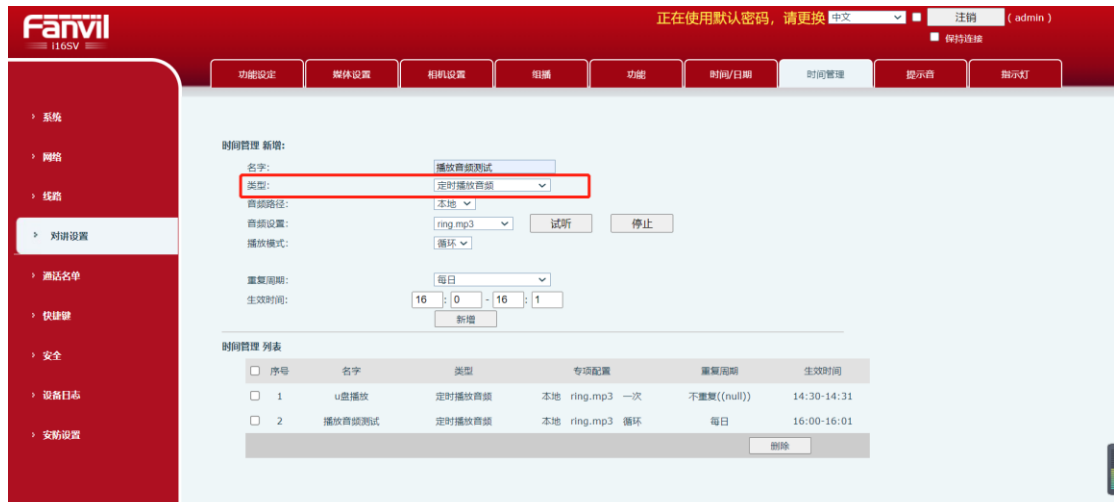 正在使用默认密码，请更换 中文 注销 ( admin )
Fanvil
i16SV
保持连接
功能设定 媒体设置 相机设置 组播 功能 时间/日期 时间管理 提示音 指示灯
› 系统
› 网络
› 线路
› 对讲设置
› 通话名单
› 快捷键
› 安全
› 设备日志
› 安防设置
时间管理 新增:
名字: 播放音频测试
类型: 定时播放音频
音频路径: 本地
音频设置: ring.mp3 试听 停止
播放模式: 循环
重复周期: 每日
生效时间: 16 : 0 - 16 : 1
新增
时间管理 列表
序号 名字 类型 专项配置 重复周期 生效时间
1 u盘播放 定时播放音频 本地 ring.mp3 一次 不重复((null)) 14:30-14:31
2 播放音频测试 定时播放音频 本地 ring.mp3 循环 每日 16:00-16:01
删除